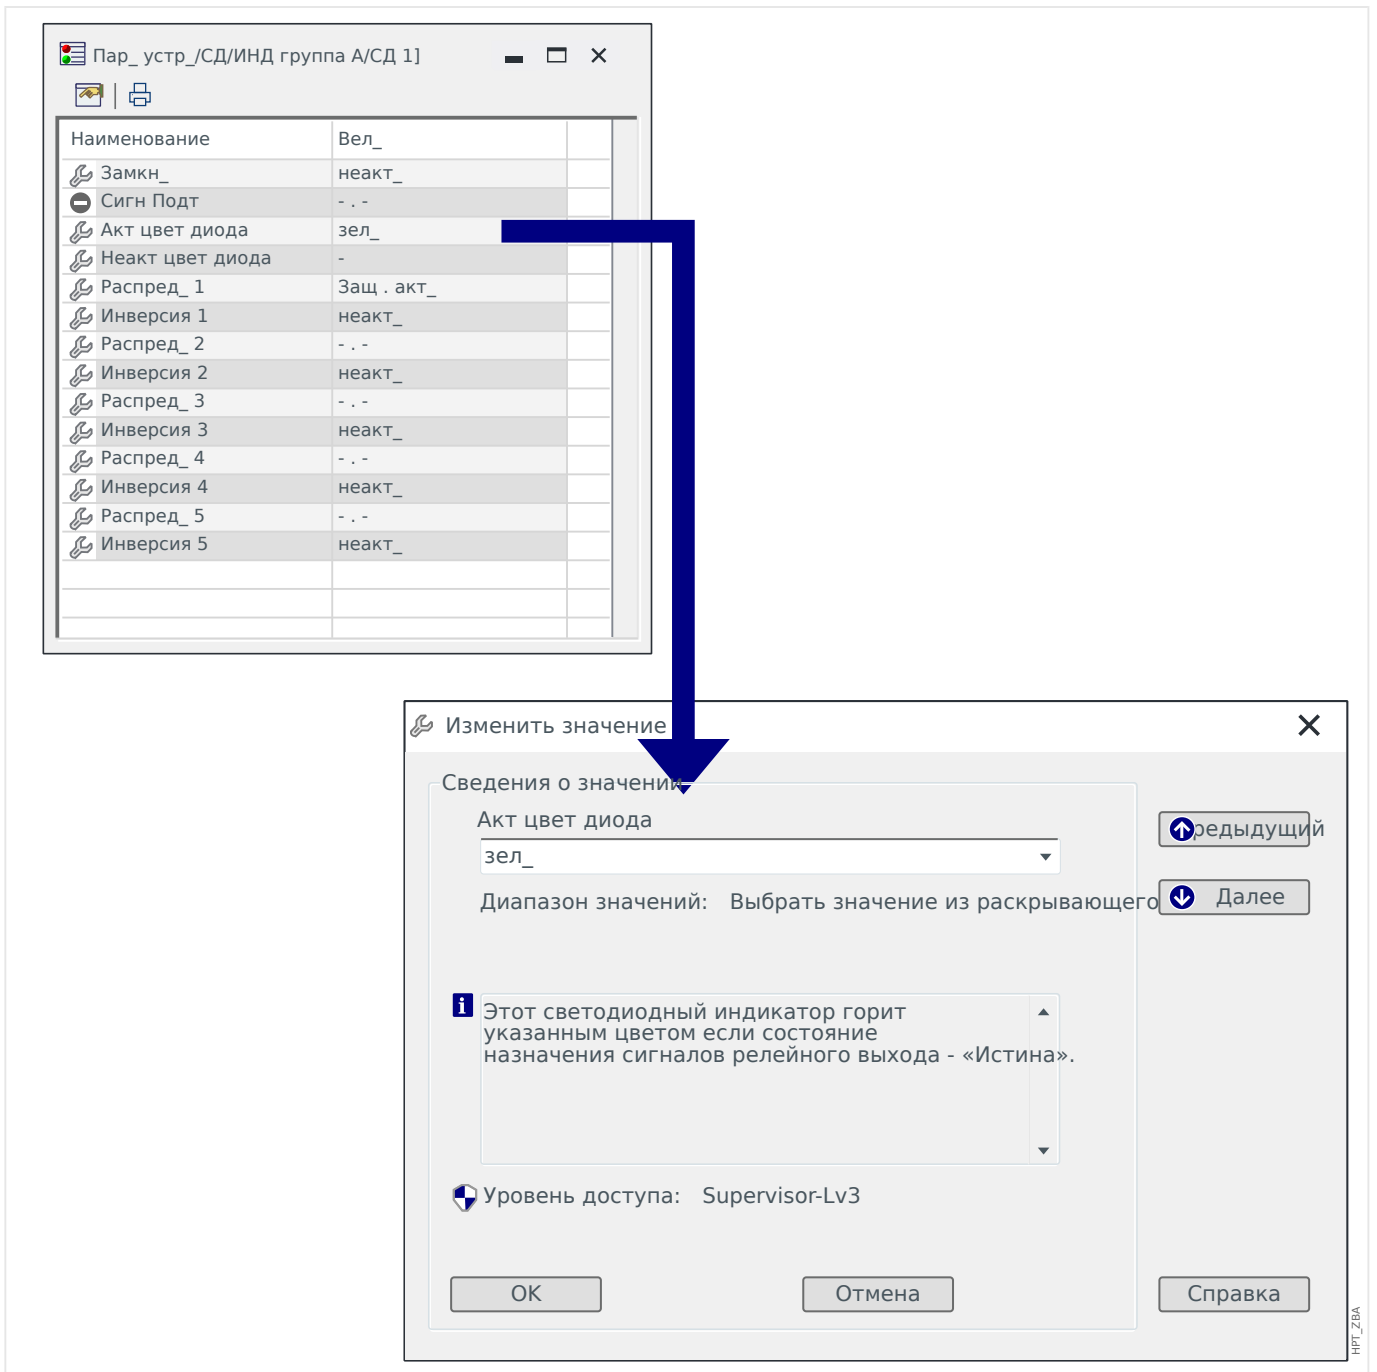 Пар_ устр_/СД/ИНД группа А/СД 1]
Наименование Вел_
Замкн_ неакт_
Сигн Подт - . -
Акт цвет диода зел_
Неакт цвет диода -
Распред_ 1 Защ . акт_
Инверсия 1 неакт_
Распред_ 2 - . -
Инверсия 2 неакт_
Распред_ 3 - . -
Инверсия 3 неакт_
Распред_ 4 - . -
Инверсия 4 неакт_
Распред_ 5 - . -
Инверсия 5 неакт_
Изменить значение
Сведения о значении
Акт цвет диода
зел_
редыдущий
Диапазон значений: Выбрать значение из раскрывающего
Далее
Этот светодиодный индикатор горит
указанным цветом если состояние
назначения сигналов релейного выхода - «Истина».
Уровень доступа: Supervisor-Lv3
OK Отмена Справка
HPT_ZBA